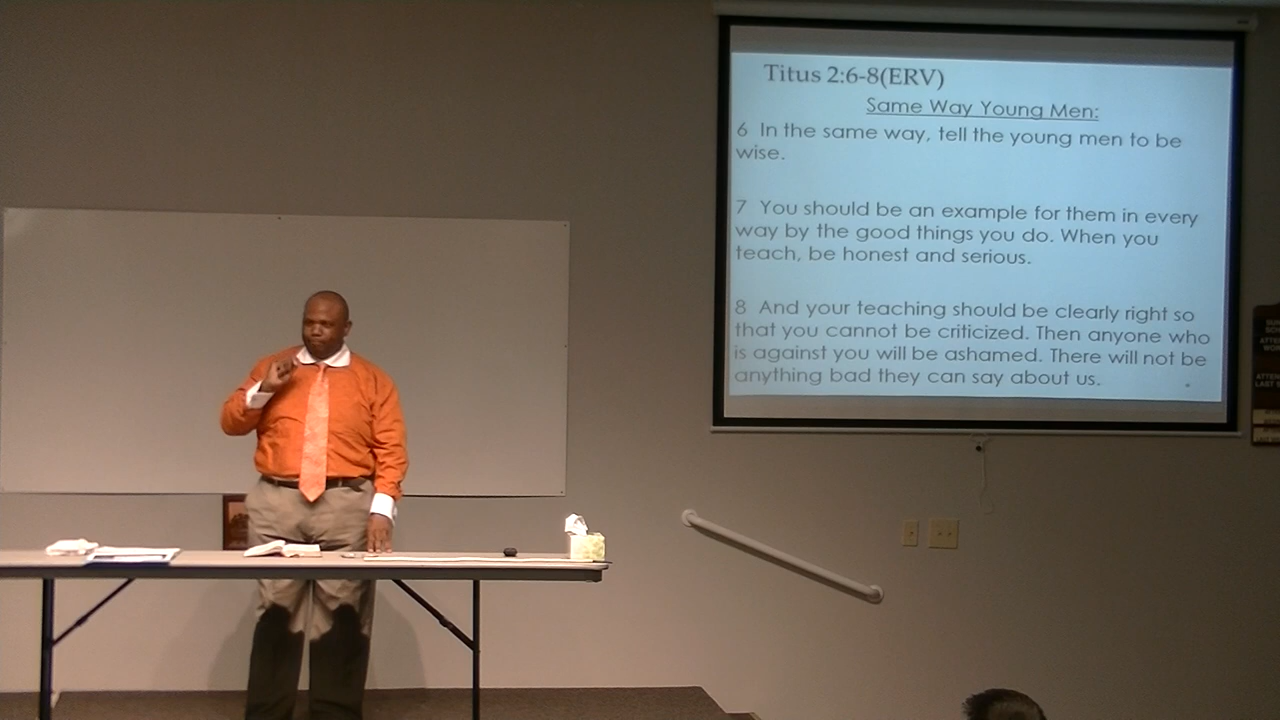 Titus 2:6-8(ERV)
Same Way Young Men:
6 In the same way, tell the young men to be
wise.
7 You should be an example for them in every
way by the good things you do. When you
teach, be honest and serious.
8 And your teaching should be clearly right so
that you cannot be criticized. Then anyone who
is against you will be ashamed. There will not be
anything bad they can say about us.